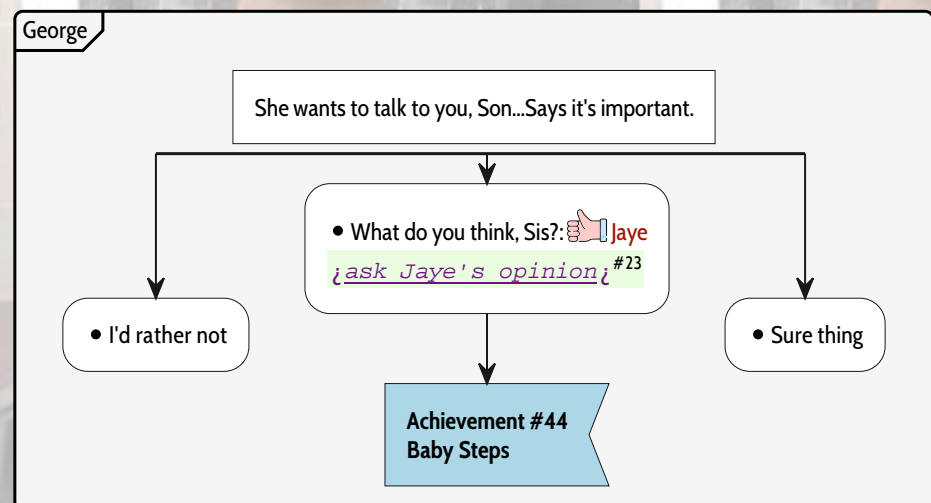 George
She wants to talk to you, Son...Says it's important.
• What do you think, Sis?: Jaye
¿ask Jaye's opinion¿#23
• I'd rather not
• Sure thing
Achievement #44
Baby Steps